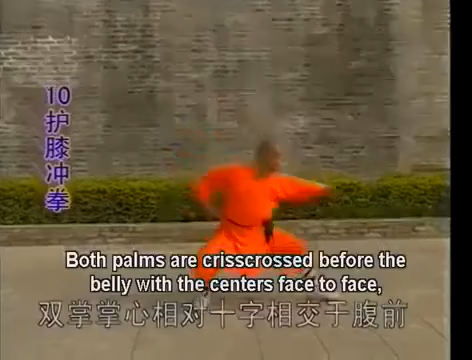 10
护
膝
冲
拳
Both palms are crisscrossed before the
belly with the centers face to face,
双掌掌心相对十字相交于腹前